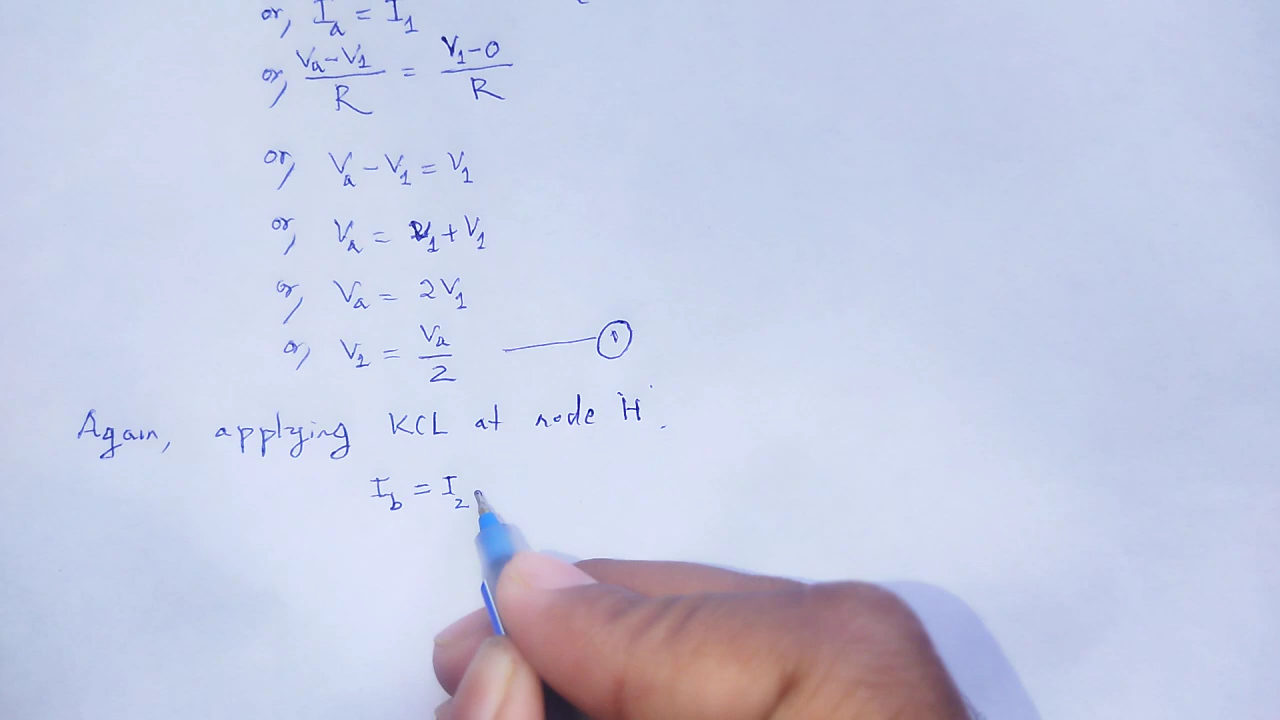 or, Iₐ = I₁
or, (Vₐ-V₁)/R = (V₁-0)/R
or, Vₐ - V₁ = V₁
or, Vₐ = V₁ + V₁
or, Vₐ = 2V₁
or, V₁ = Vₐ/2 —— ①
Again, applying KCL at node H.
I_b = I₂